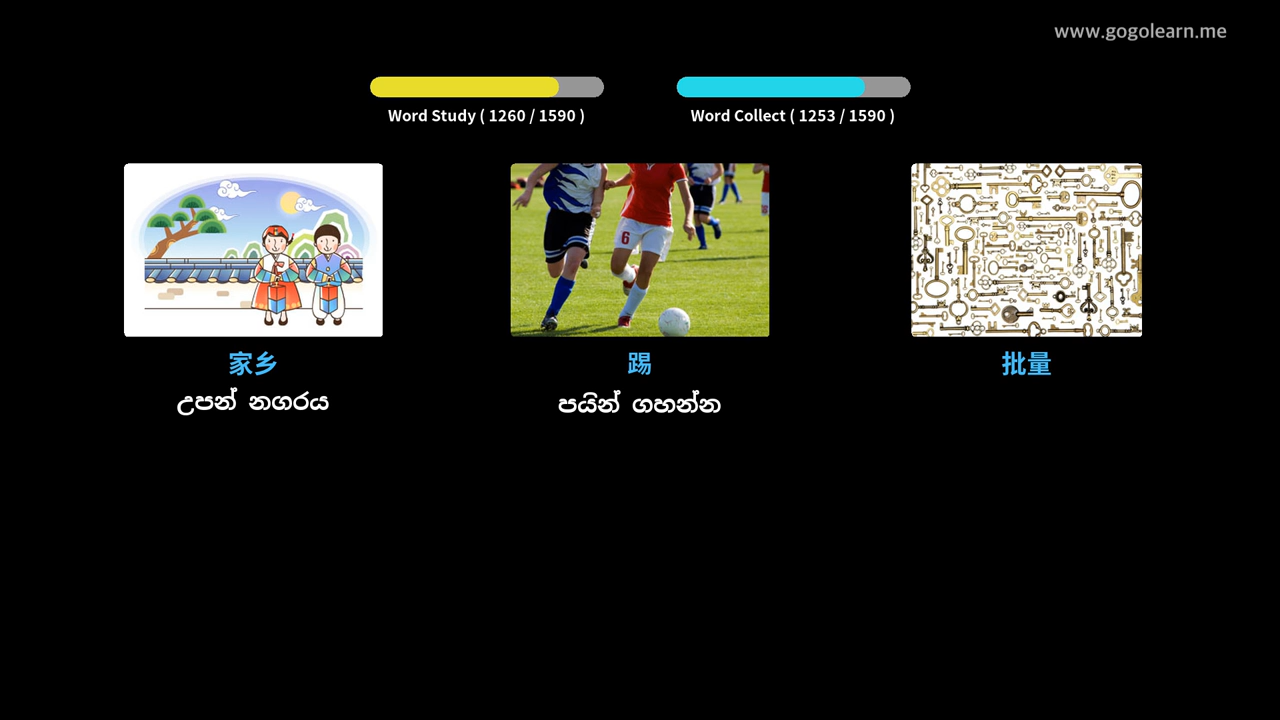 www.gogolearn.me
Word Study ( 1260 / 1590 )
Word Collect ( 1253 / 1590 )
家乡
උපන් නගරය
踢
පයින් ගහන්න
批量
6